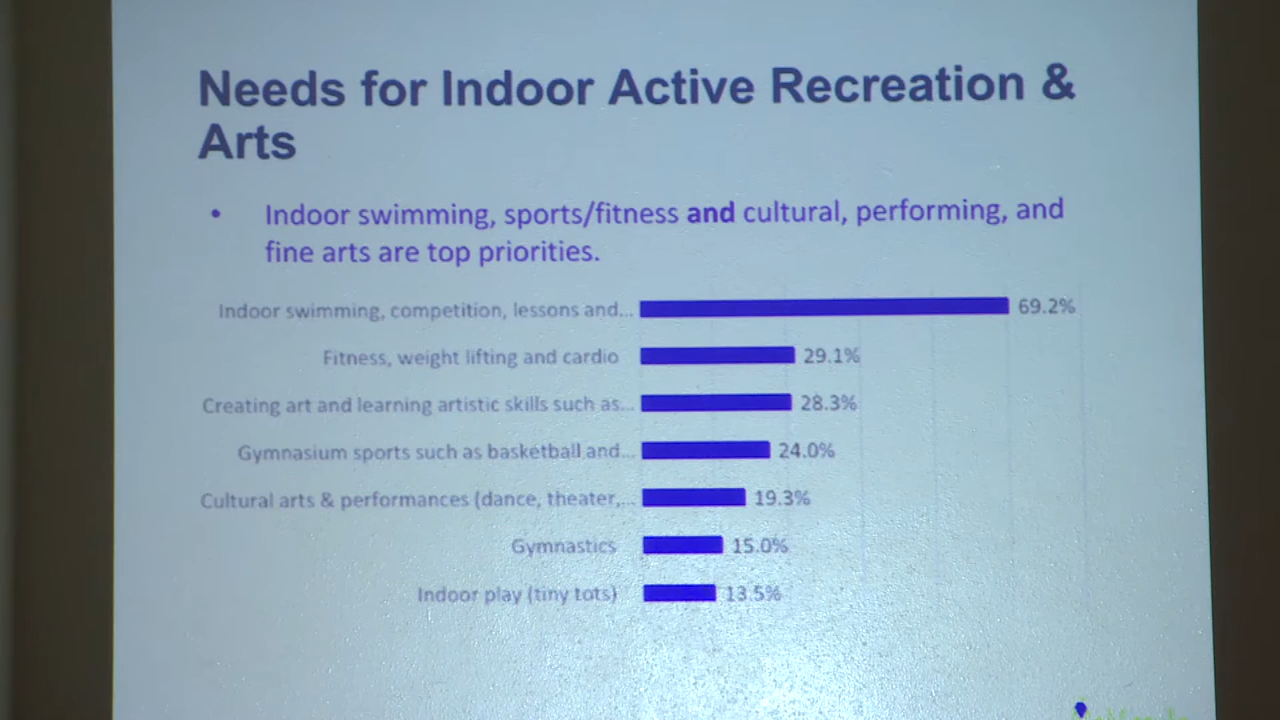 Needs for Indoor Active Recreation &
Arts
• Indoor swimming, sports/fitness and cultural, performing, and
fine arts are top priorities.
Indoor swimming, competition, lessons and... 69.2%
Fitness, weight lifting and cardio 29.1%
Creating art and learning artistic skills such as... 28.3%
Gymnasium sports such as basketball and... 24.0%
Cultural arts & performances (dance, theater,... 19.3%
Gymnastics 15.0%
Indoor play (tiny tots) 13.5%